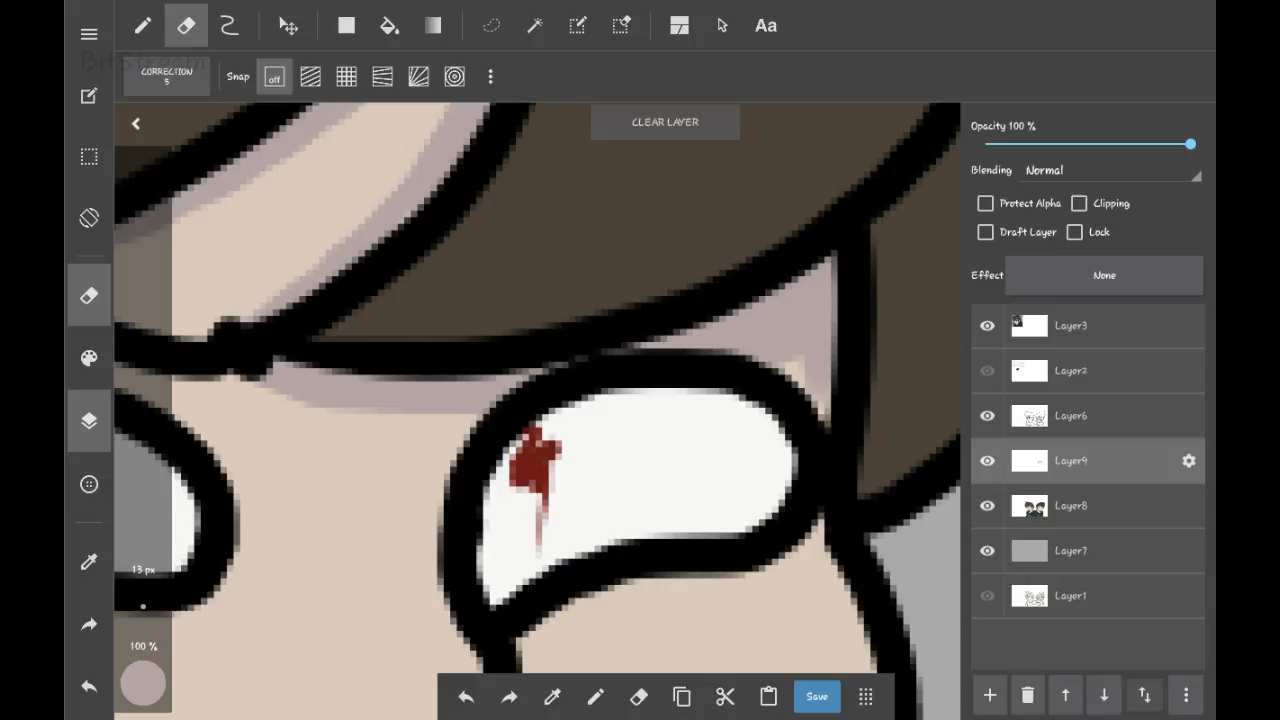 Aa
BitStream
CORRECTION
5
Snap
off
CLEAR LAYER
Opacity 100 %
Blending Normal
Protect Alpha Clipping
Draft Layer Lock
Effect None
Layer3
Layer2
Layer6
Layer9
Layer8
Layer7
Layer1
13 px
100 %
Save